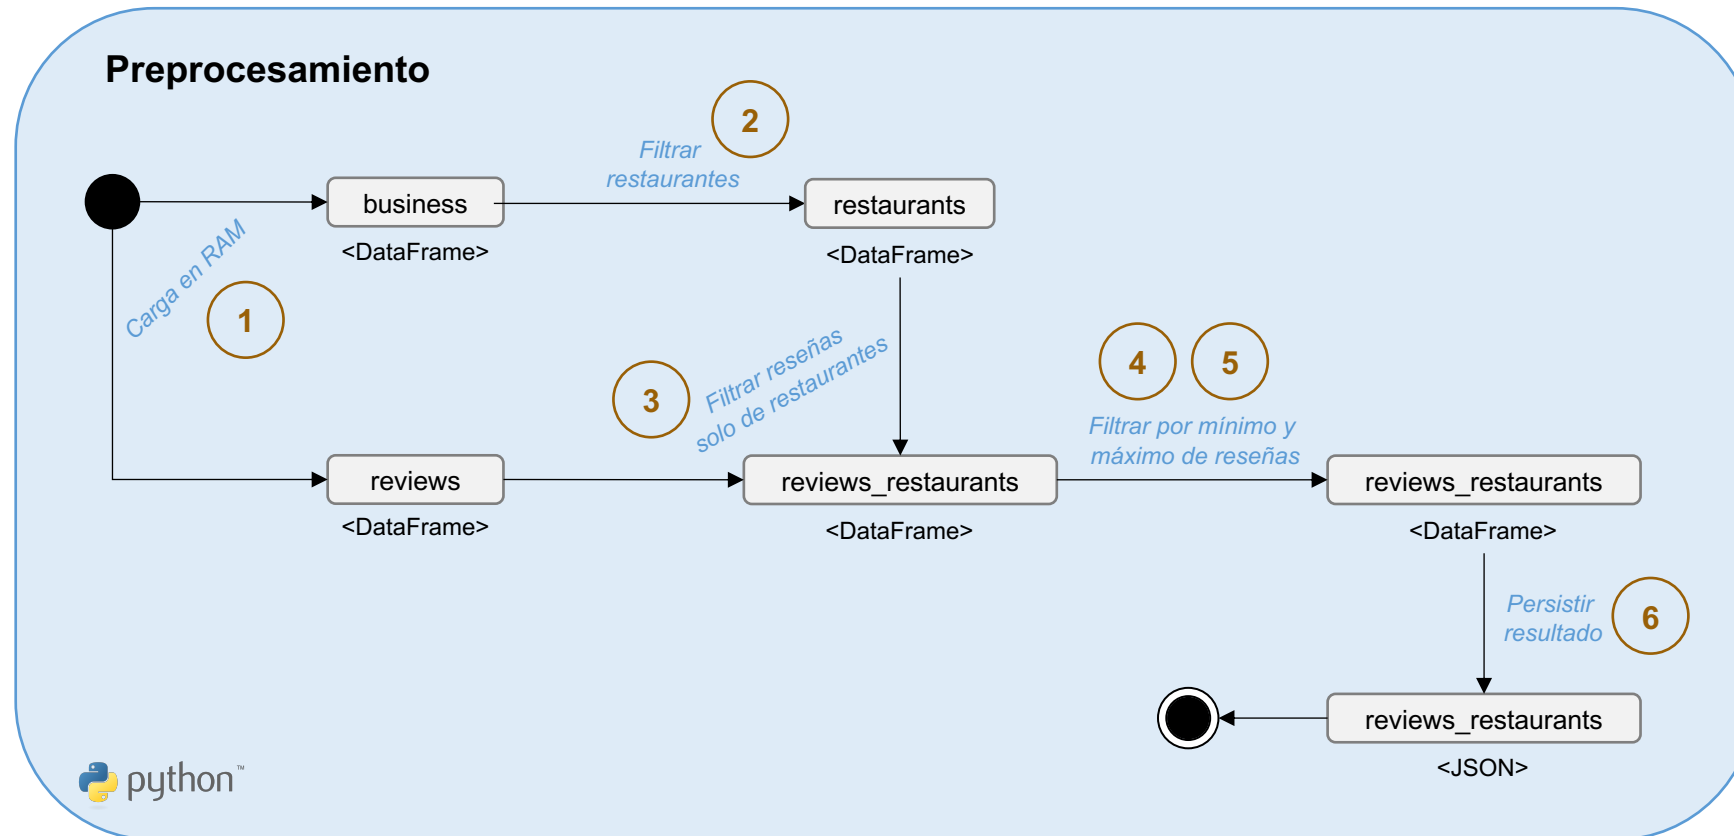 Preprocesamiento
2
Filtrar
restaurantes
business
<DataFrame>
restaurants
<DataFrame>
Carga en RAM
1
3
Filtrar reseñas
solo de restaurantes
4
5
Filtrar por mínimo y
máximo de reseñas
reviews
<DataFrame>
reviews_restaurants
<DataFrame>
reviews_restaurants
<DataFrame>
Persistir
resultado
6
reviews_restaurants
<JSON>
python™